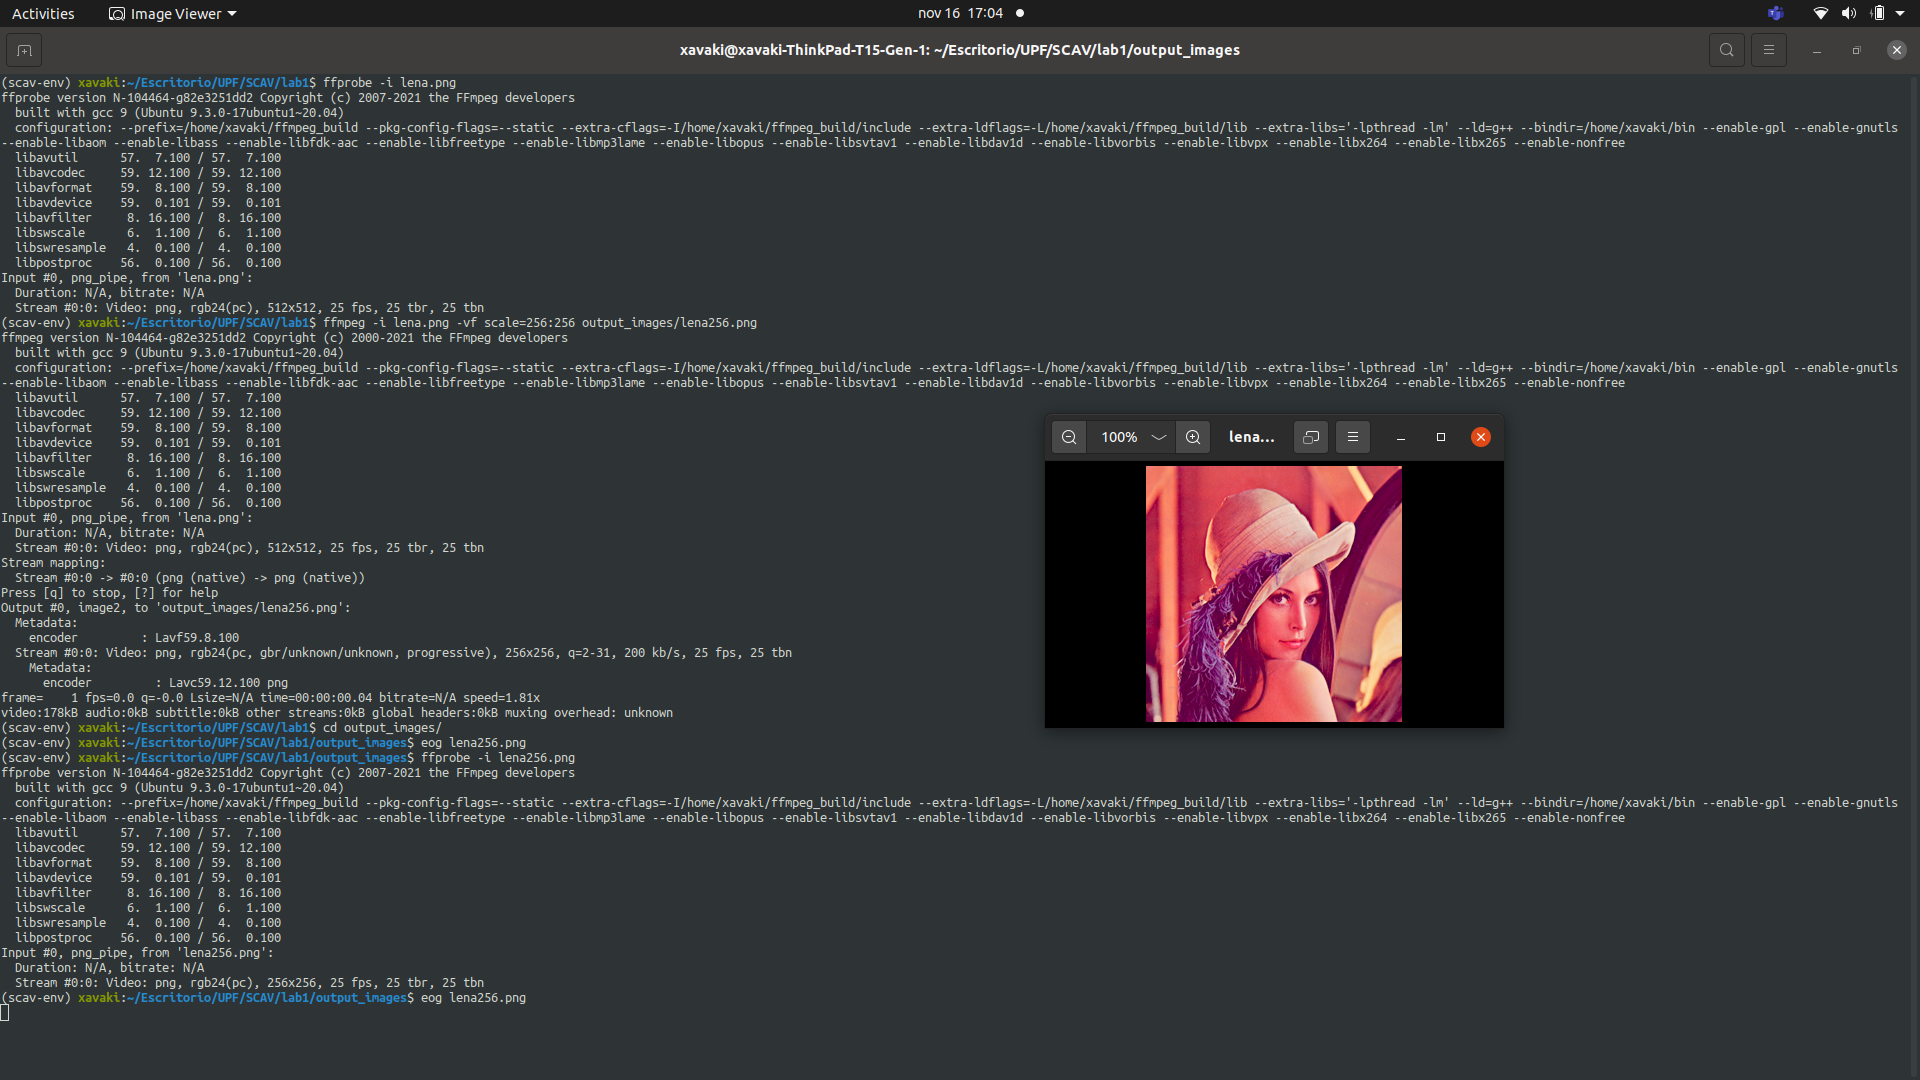 Activities Image Viewer nov 16 17:04
xavaki@xavaki-ThinkPad-T15-Gen-1: ~/Escritorio/UPF/SCAV/lab1/output_images
(scav-env) xavaki:~/Escritorio/UPF/SCAV/lab1$ ffprobe -i lena.png
ffprobe version N-104464-g82e3251dd2 Copyright (c) 2007-2021 the FFmpeg developers
  built with gcc 9 (Ubuntu 9.3.0-17ubuntu1~20.04)
  configuration: --prefix=/home/xavaki/ffmpeg_build --pkg-config-flags=--static --extra-cflags=-I/home/xavaki/ffmpeg_build/include --extra-ldflags=-L/home/xavaki/ffmpeg_build/lib --extra-libs='-lpthread -lm' --ld=g++ --bindir=/home/xavaki/bin --enable-gpl --enable-gnutls
--enable-libaom --enable-libass --enable-libfdk-aac --enable-libfreetype --enable-libmp3lame --enable-libopus --enable-libsvtav1 --enable-libdav1d --enable-libvorbis --enable-libvpx --enable-libx264 --enable-libx265 --enable-nonfree
  libavutil      57.  7.100 / 57.  7.100
  libavcodec     59. 12.100 / 59. 12.100
  libavformat    59.  8.100 / 59.  8.100
  libavdevice    59.  0.101 / 59.  0.101
  libavfilter     8. 16.100 /  8. 16.100
  libswscale      6.  1.100 /  6.  1.100
  libswresample   4.  0.100 /  4.  0.100
  libpostproc    56.  0.100 / 56.  0.100
Input #0, png_pipe, from 'lena.png':
  Duration: N/A, bitrate: N/A
  Stream #0:0: Video: png, rgb24(pc), 512x512, 25 fps, 25 tbr, 25 tbn
(scav-env) xavaki:~/Escritorio/UPF/SCAV/lab1$ ffmpeg -i lena.png -vf scale=256:256 output_images/lena256.png
ffmpeg version N-104464-g82e3251dd2 Copyright (c) 2000-2021 the FFmpeg developers
  built with gcc 9 (Ubuntu 9.3.0-17ubuntu1~20.04)
  configuration: --prefix=/home/xavaki/ffmpeg_build --pkg-config-flags=--static --extra-cflags=-I/home/xavaki/ffmpeg_build/include --extra-ldflags=-L/home/xavaki/ffmpeg_build/lib --extra-libs='-lpthread -lm' --ld=g++ --bindir=/home/xavaki/bin --enable-gpl --enable-gnutls
--enable-libaom --enable-libass --enable-libfdk-aac --enable-libfreetype --enable-libmp3lame --enable-libopus --enable-libsvtav1 --enable-libdav1d --enable-libvorbis --enable-libvpx --enable-libx264 --enable-libx265 --enable-nonfree
  libavutil      57.  7.100 / 57.  7.100
  libavcodec     59. 12.100 / 59. 12.100
  libavformat    59.  8.100 / 59.  8.100
  libavdevice    59.  0.101 / 59.  0.101
  libavfilter     8. 16.100 /  8. 16.100
  libswscale      6.  1.100 /  6.  1.100
  libswresample   4.  0.100 /  4.  0.100
  libpostproc    56.  0.100 / 56.  0.100
Input #0, png_pipe, from 'lena.png':
  Duration: N/A, bitrate: N/A
  Stream #0:0: Video: png, rgb24(pc), 512x512, 25 fps, 25 tbr, 25 tbn
Stream mapping:
  Stream #0:0 -> #0:0 (png (native) -> png (native))
Press [q] to stop, [?] for help
Output #0, image2, to 'output_images/lena256.png':
  Metadata:
    encoder         : Lavf59.8.100
  Stream #0:0: Video: png, rgb24(pc, gbr/unknown/unknown, progressive), 256x256, q=2-31, 200 kb/s, 25 fps, 25 tbn
    Metadata:
      encoder         : Lavc59.12.100 png
frame=    1 fps=0.0 q=-0.0 Lsize=N/A time=00:00:00.04 bitrate=N/A speed=1.81x
video:178kB audio:0kB subtitle:0kB other streams:0kB global headers:0kB muxing overhead: unknown
(scav-env) xavaki:~/Escritorio/UPF/SCAV/lab1$ cd output_images/
(scav-env) xavaki:~/Escritorio/UPF/SCAV/lab1/output_images$ eog lena256.png
(scav-env) xavaki:~/Escritorio/UPF/SCAV/lab1/output_images$ ffprobe -i lena256.png
ffprobe version N-104464-g82e3251dd2 Copyright (c) 2007-2021 the FFmpeg developers
  built with gcc 9 (Ubuntu 9.3.0-17ubuntu1~20.04)
  configuration: --prefix=/home/xavaki/ffmpeg_build --pkg-config-flags=--static --extra-cflags=-I/home/xavaki/ffmpeg_build/include --extra-ldflags=-L/home/xavaki/ffmpeg_build/lib --extra-libs='-lpthread -lm' --ld=g++ --bindir=/home/xavaki/bin --enable-gpl --enable-gnutls
--enable-libaom --enable-libass --enable-libfdk-aac --enable-libfreetype --enable-libmp3lame --enable-libopus --enable-libsvtav1 --enable-libdav1d --enable-libvorbis --enable-libvpx --enable-libx264 --enable-libx265 --enable-nonfree
  libavutil      57.  7.100 / 57.  7.100
  libavcodec     59. 12.100 / 59. 12.100
  libavformat    59.  8.100 / 59.  8.100
  libavdevice    59.  0.101 / 59.  0.101
  libavfilter     8. 16.100 /  8. 16.100
  libswscale      6.  1.100 /  6.  1.100
  libswresample   4.  0.100 /  4.  0.100
  libpostproc    56.  0.100 / 56.  0.100
Input #0, png_pipe, from 'lena256.png':
  Duration: N/A, bitrate: N/A
  Stream #0:0: Video: png, rgb24(pc), 256x256, 25 fps, 25 tbr, 25 tbn
(scav-env) xavaki:~/Escritorio/UPF/SCAV/lab1/output_images$ eog lena256.png
100% lena...